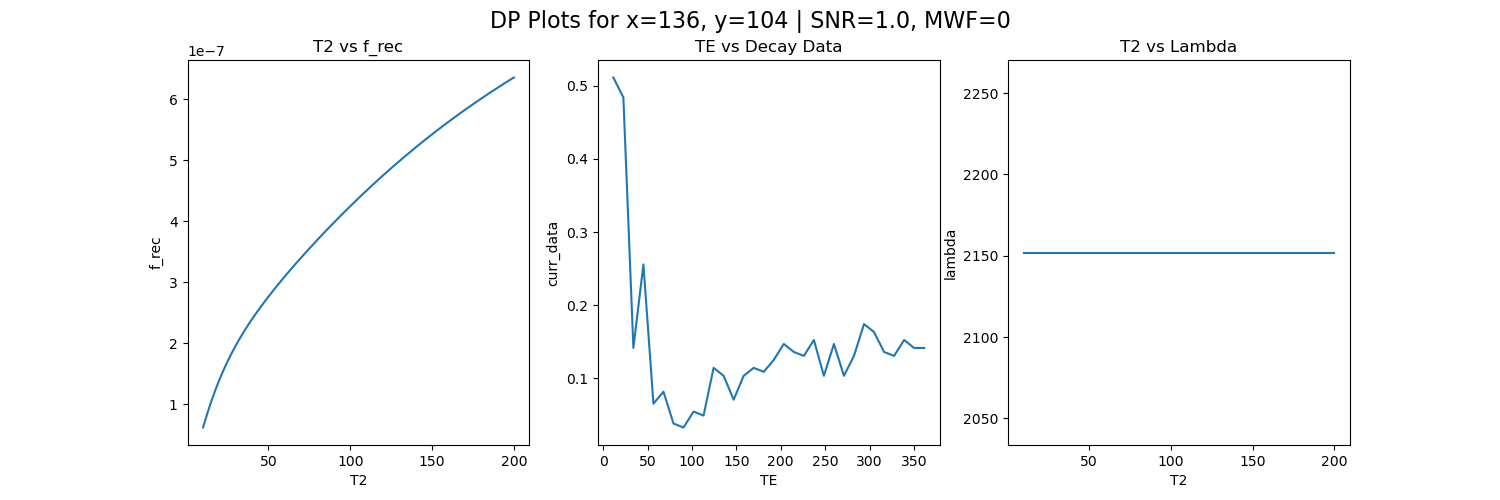 DP Plots for x=136, y=104 | SNR=1.0, MWF=0
T2 vs f_rec
1e−7
6
5
4
3
2
1
f_rec
50 100 150 200
T2
TE vs Decay Data
0.5
0.4
0.3
0.2
0.1
curr_data
0 50 100 150 200 250 300 350
TE
T2 vs Lambda
2250
2200
2150
2100
2050
lambda
50 100 150 200
T2